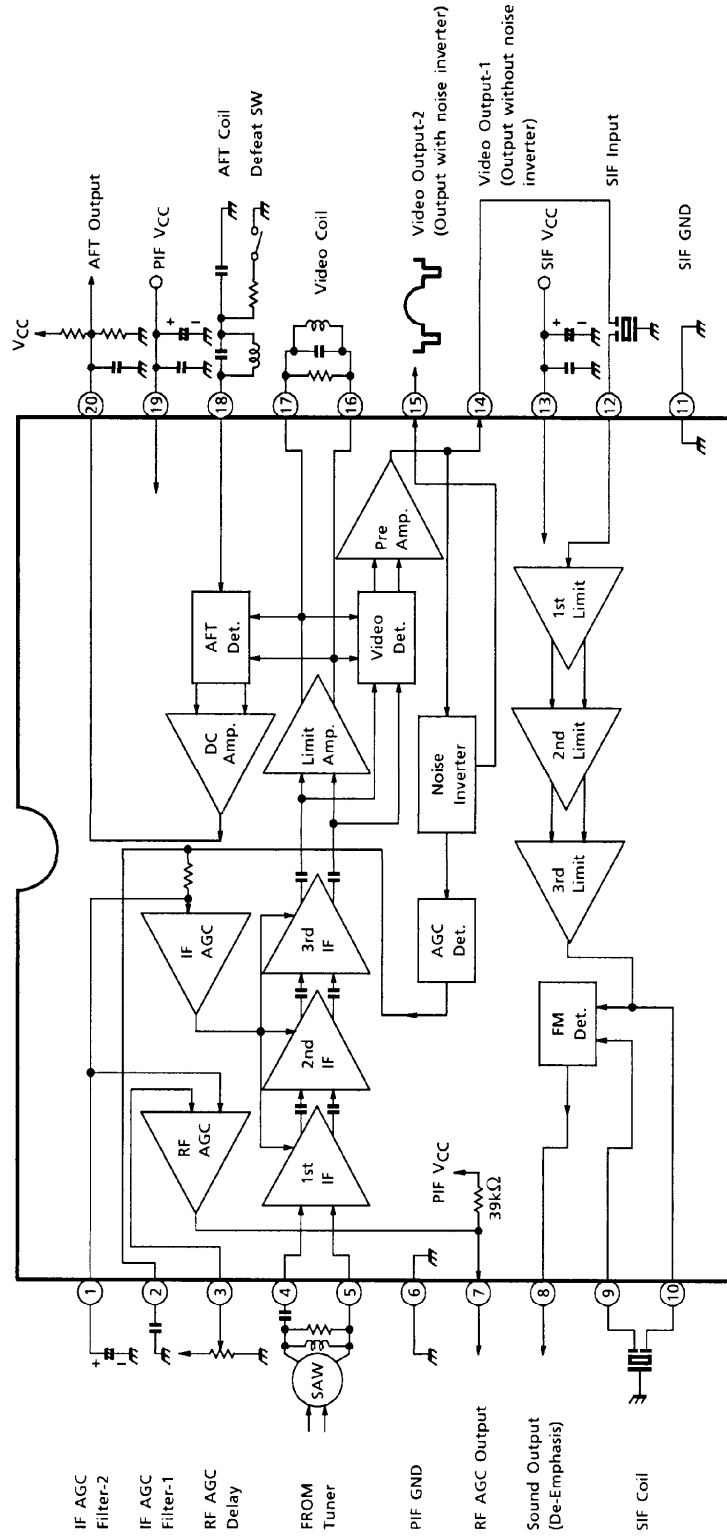 VCC
AFT Output
PIF VCC
AFT Coil
Defeat SW
Video Coil
Video Output-2
(Output with noise inverter)
Video Output-1
(Output without noise
inverter)
SIF VCC
SIF Input
SIF GND
20
19
18
17
16
15
14
13
12
11
+
−
+
−
AFT
Det.
DC
Amp.
Limit
Amp.
Video
Det.
Pre
Amp.
Noise
Inverter
AGC
Det.
1st
Limit
2nd
Limit
3rd
Limit
FM
Det.
IF
AGC
RF
AGC
3rd
IF
2nd
IF
1st
IF
PIF VCC
39kΩ
1
2
3
4
5
6
7
8
9
10
+
−
SAW
IF AGC
Filter-2
IF AGC
Filter-1
RF AGC
Delay
FROM
Tuner
PIF GND
RF AGC Output
Sound Output
(De-Emphasis)
SIF Coil